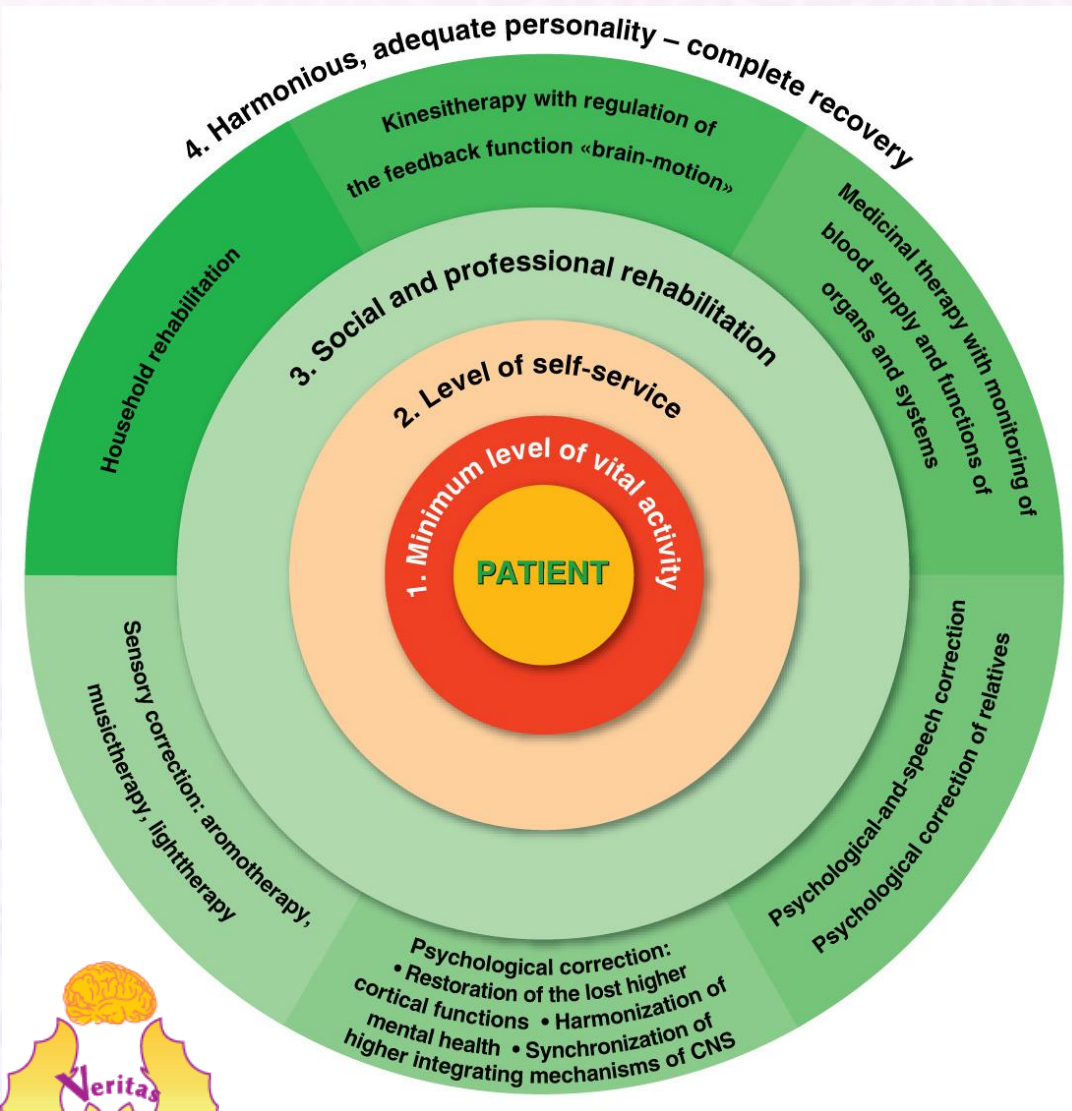 4. Harmonious, adequate personality – complete recovery
Kinesitherapy with regulation of
the feedback function «brain-motion»
Medicinal therapy with monitoring of
blood supply and functions of
organs and systems
Psychological-and-speech correction
Psychological correction of relatives
Psychological correction:
• Restoration of the lost higher
cortical functions • Harmonization of
mental health • Synchronization of
higher integrating mechanisms of CNS
Sensory correction: aromotherapy,
musictherapy, lighttherapy
Household rehabilitation
3. Social and professional rehabilitation
2. Level of self-service
1. Minimum level of vital activity
PATIENT
Veritas